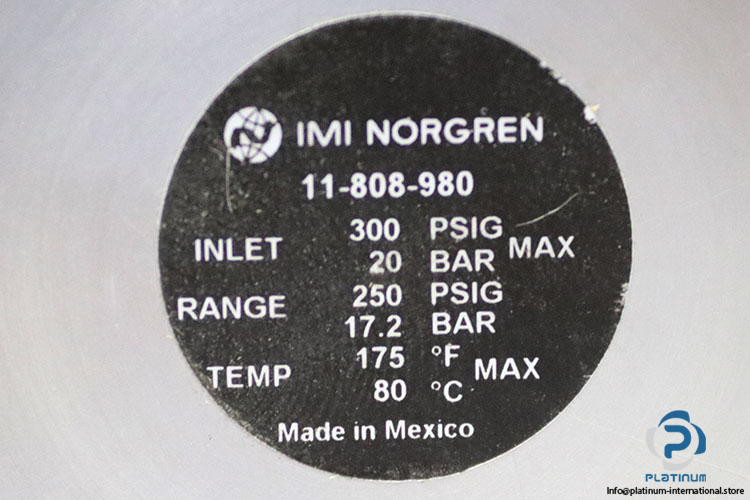 IMI NORGREN
11-808-980
INLET 300 PSIG MAX
20 BAR
RANGE 250 PSIG
17.2 BAR
TEMP 175 °F MAX
80 °C
Made in Mexico
PLATINUM
Info@platinum-international.store